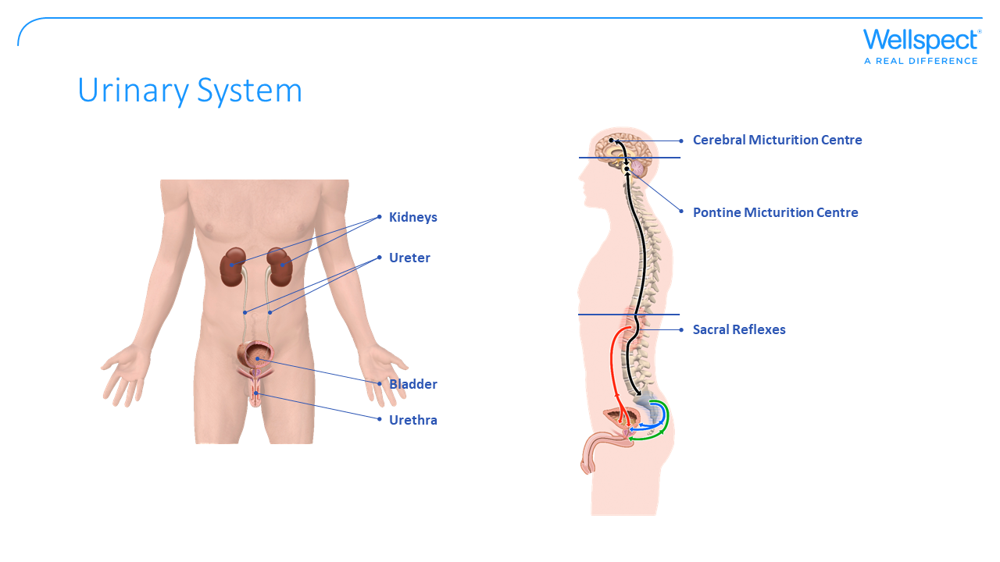 Wellspect®
A REAL DIFFERENCE
Urinary System
Kidneys
Ureter
Bladder
Urethra
Cerebral Micturition Centre
Pontine Micturition Centre
Sacral Reflexes